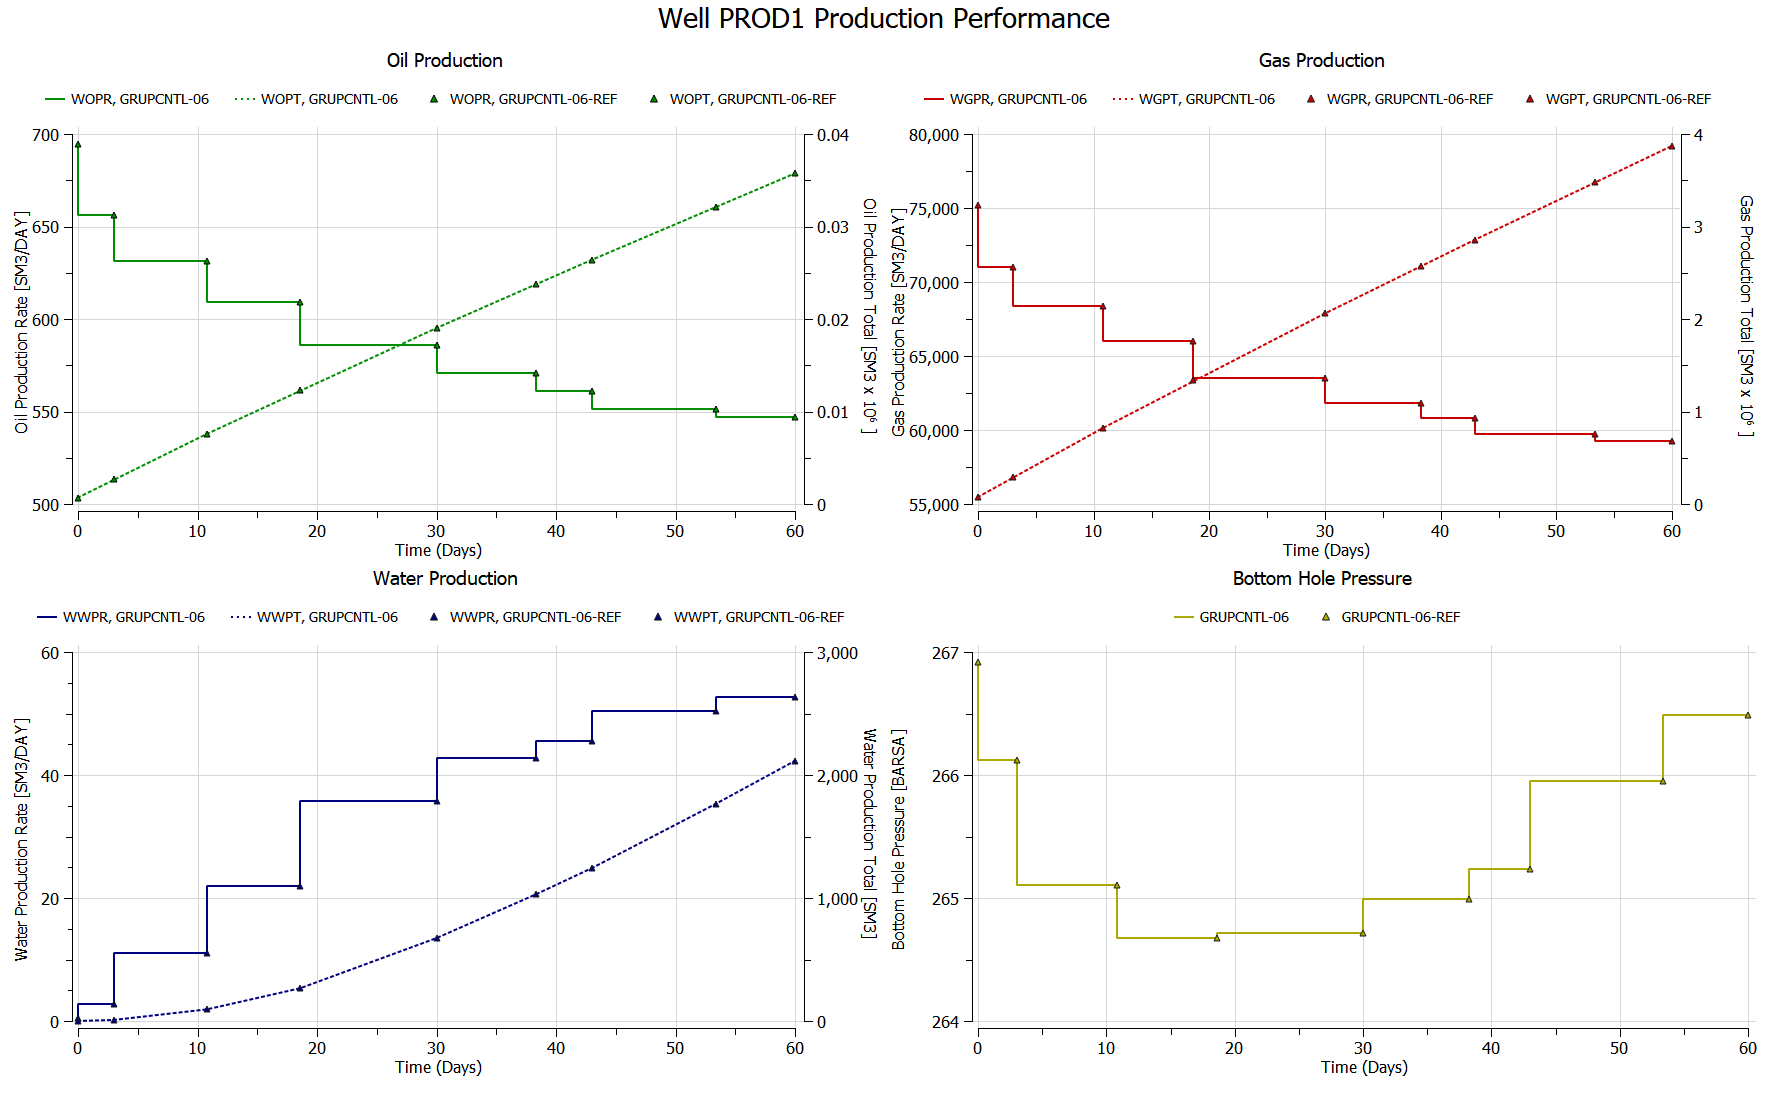 Well PROD1 Production Performance
Oil Production
WOPR, GRUPCNTL-06 WOPT, GRUPCNTL-06 WOPR, GRUPCNTL-06-REF WOPT, GRUPCNTL-06-REF
700
650
600
550
500
Oil Production Rate [SM3/DAY]
0.04
0.03
0.02
0.01
0
Oil Production Total [SM3 x 10⁶ ]
0 10 20 30 40 50 60
Time (Days)
Gas Production
WGPR, GRUPCNTL-06 WGPT, GRUPCNTL-06 WGPR, GRUPCNTL-06-REF WGPT, GRUPCNTL-06-REF
80,000
75,000
70,000
65,000
60,000
55,000
Gas Production Rate [SM3/DAY]
4
3
2
1
0
Gas Production Total [SM3 x 10⁶ ]
0 10 20 30 40 50 60
Time (Days)
Water Production
WWPR, GRUPCNTL-06 WWPT, GRUPCNTL-06 WWPR, GRUPCNTL-06-REF WWPT, GRUPCNTL-06-REF
60
40
20
0
Water Production Rate [SM3/DAY]
3,000
2,000
1,000
0
Water Production Total [SM3]
0 10 20 30 40 50 60
Time (Days)
Bottom Hole Pressure
GRUPCNTL-06 GRUPCNTL-06-REF
267
266
265
264
Bottom Hole Pressure [BARSA]
0 10 20 30 40 50 60
Time (Days)